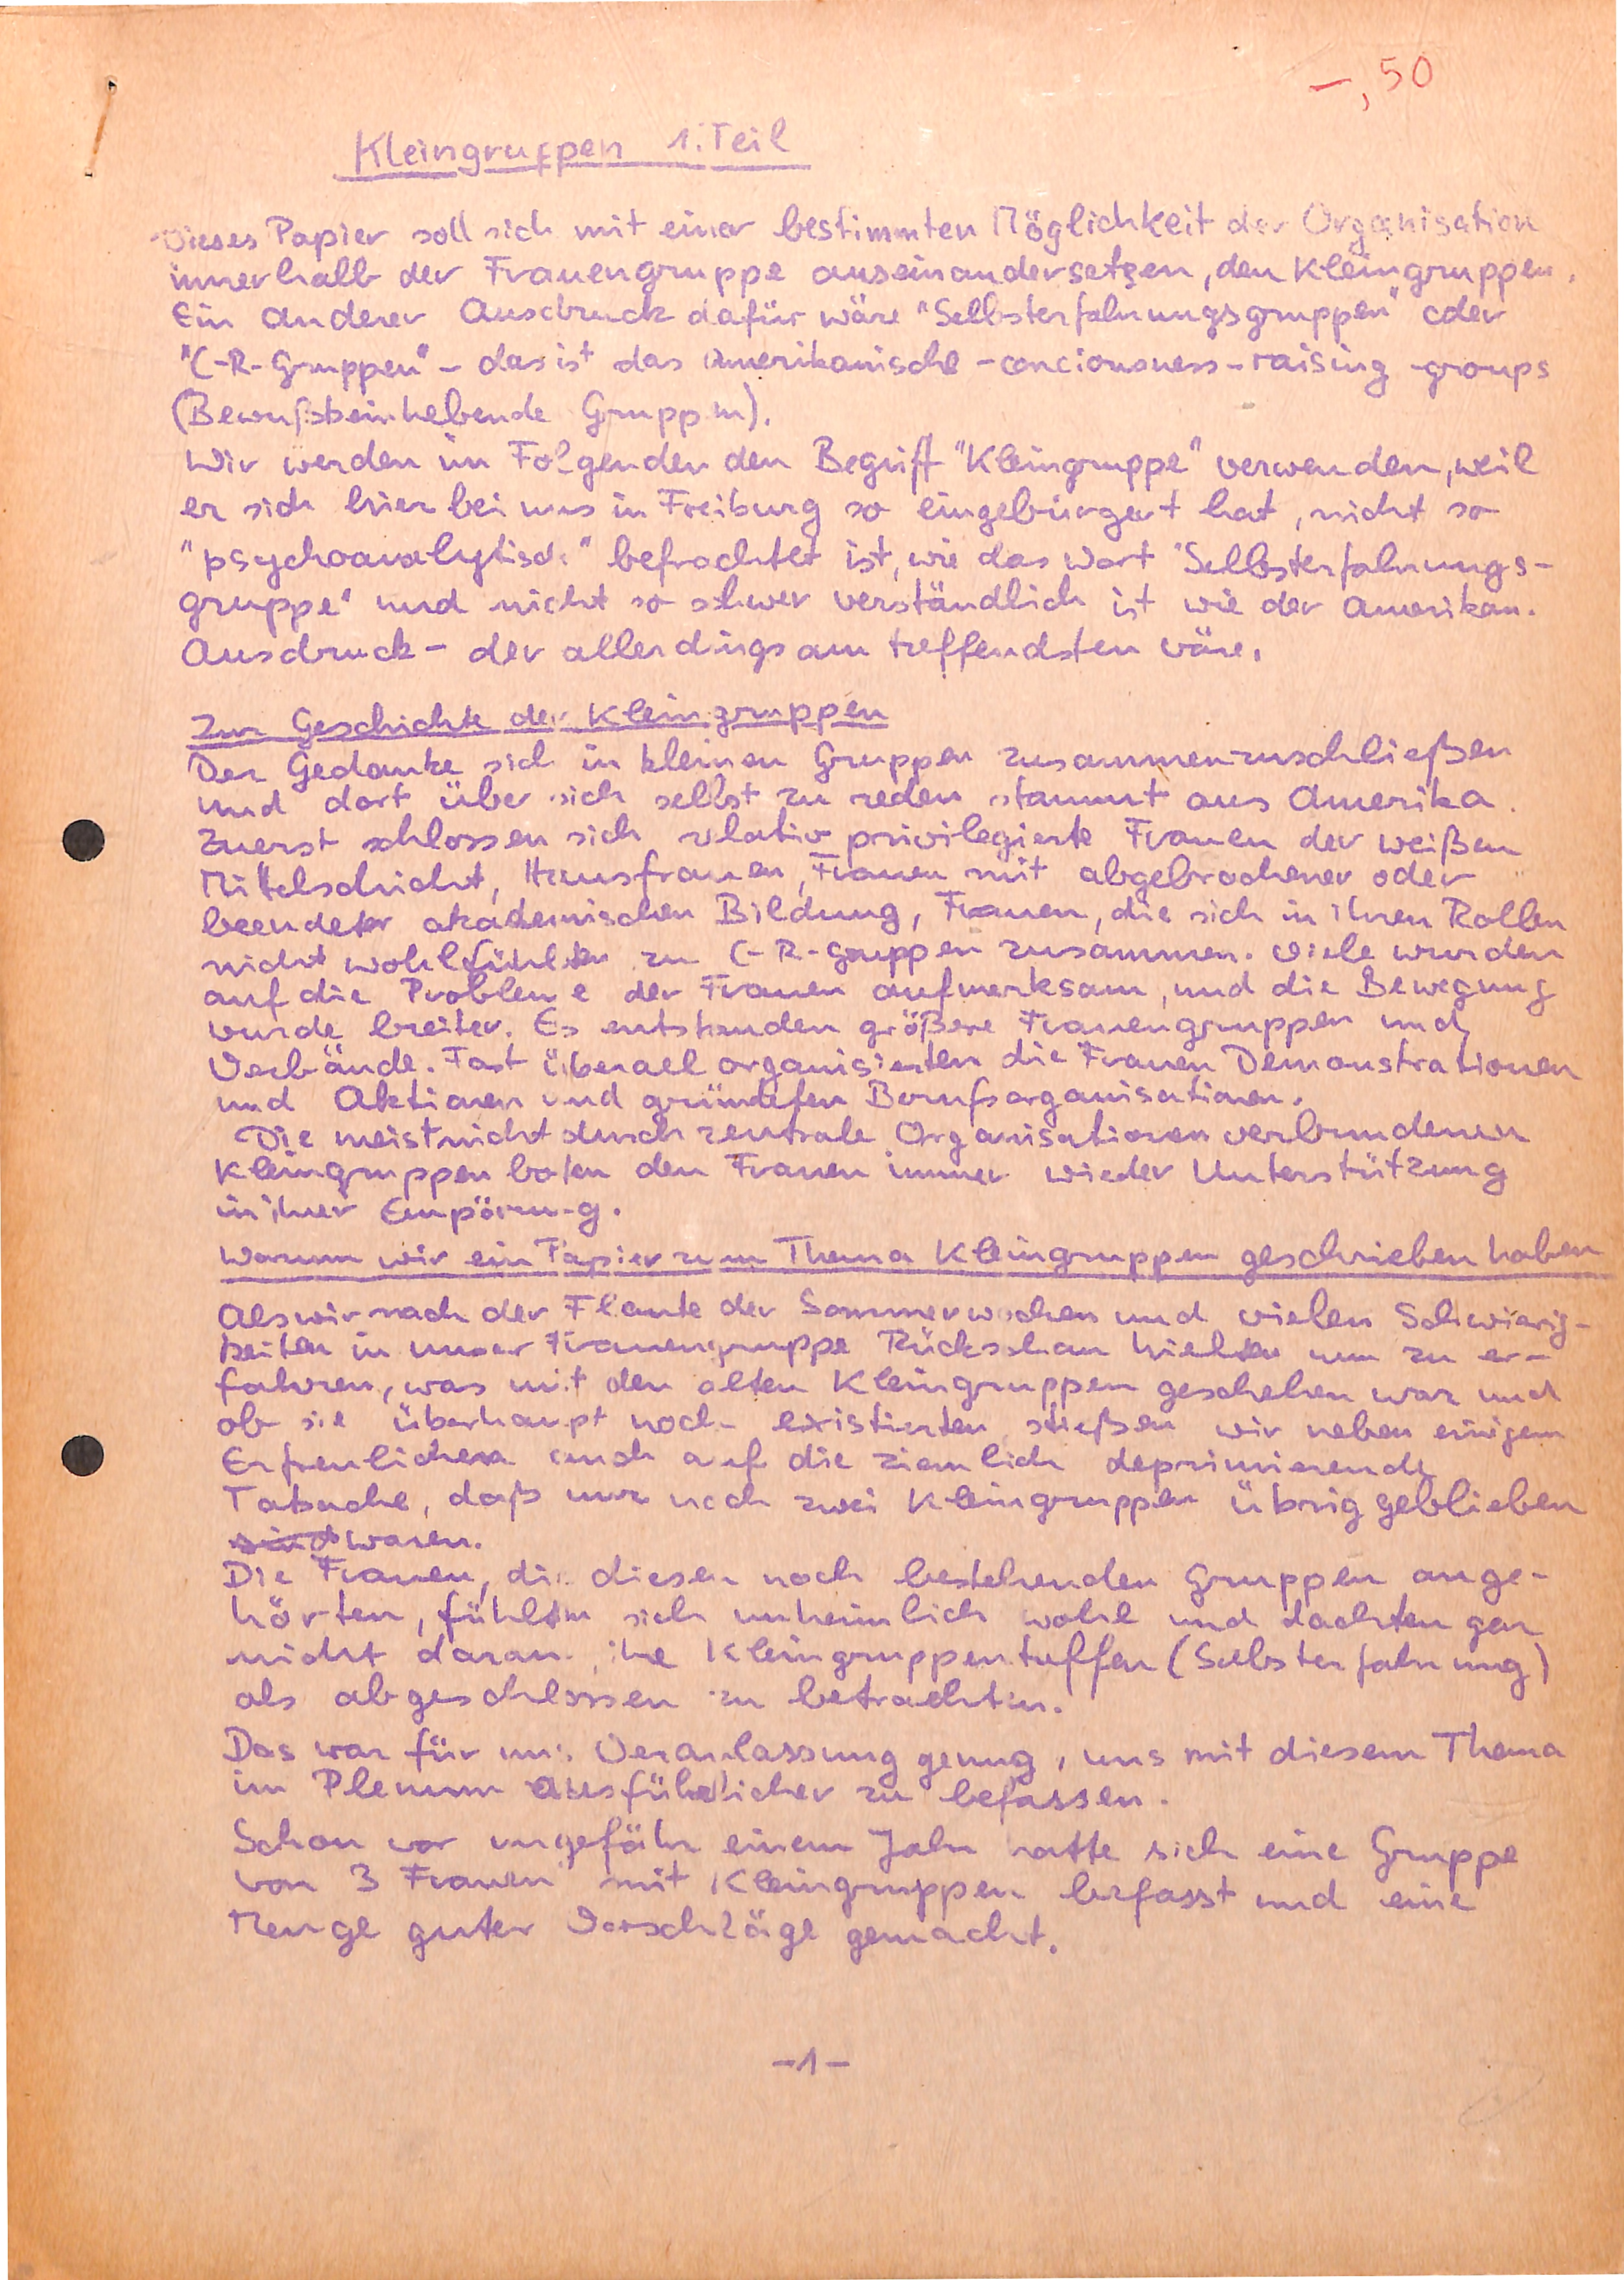 -,50
Kleingruppen 1. Teil
Dieses Papier soll sich mit einer bestimmten Möglichkeit der Organisation
innerhalb der Frauengruppe auseinandersetzen, den Kleingruppen.
Ein anderer Ausdruck dafür wäre "Selbsterfahrungsgruppen" oder
"C-R-Gruppen" - das ist das amerikanische - conciousness-raising-groups
(Bewußtseinhebende Gruppen).
Wir werden im Folgenden den Begriff "Kleingruppe" verwenden, weil
er sich hier bei uns in Freiburg so eingebürgert hat, nicht so
"psychoanalytisch" befrachtet ist, wie das Wort "Selbsterfahrungs-
gruppe" und nicht so schwer verständlich ist wie der amerikan.
Ausdruck - der allerdings am treffendsten wäre.
Zur Geschichte der Kleingruppen
Der Gedanke sich in kleinen Gruppen zusammenzuschließen
und dort über sich selbst zu reden stammt aus Amerika.
Zuerst schlossen sich relativ privilegierte Frauen der weißen
Mittelschicht, Hausfrauen, Frauen mit abgebrochener oder
beendeter akademischen Bildung, Frauen, die sich in ihren Rollen
nicht wohlfühlten zu C-R-Gruppen zusammen. Viele wurden
auf die Probleme der Frauen aufmerksam, und die Bewegung
wurde breiter. Es entstanden größere Frauengruppen und
Verbände. Fast überall organisierten die Frauen Demonstrationen
und Aktionen und gründeten Berufsorganisationen.
Die meist nicht durch zentrale Organisationen verbundenen
Kleingruppen boten den Frauen immer wieder Unterstützung
in ihrer Empörung.
Warum wir ein Papier zum Thema Kleingruppen geschrieben haben
Als wir nach der Flaute der Sommerwochen und vielen Schwierig-
keiten in unser Frauengruppe Rückschau hielten um zu er-
fahren, was mit den alten Kleingruppen geschehen war und
ob sie überhaupt noch existierten stießen wir neben einigem
Erfreulichen auch auf die ziemlich deprimierende
Tatsache, daß nur noch zwei Kleingruppen übrig geblieben
sind waren.
Die Frauen, die diesen noch bestehenden Gruppen ange-
hörten, fühlten sich unheimlich wohl und dachten gar
nicht daran, ihre Kleingruppentreffen (Selbsterfahrung)
als abgeschlossen zu betrachten.
Das war für uns Veranlassung genug, uns mit diesem Thema
im Plenum ausführlicher zu befassen.
Schon vor ungefähr einem Jahr hatte sich eine Gruppe
von 3 Frauen mit Kleingruppen befasst und eine
Menge guter Vorschläge gemacht.
-1-